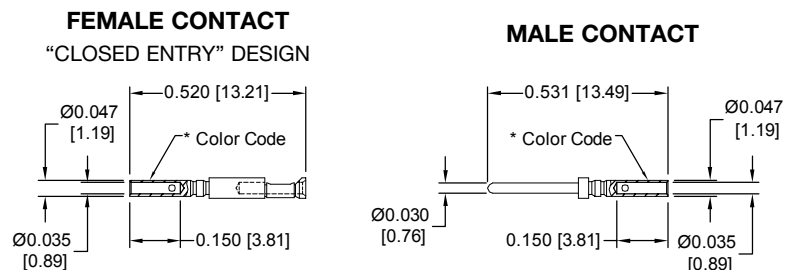 FEMALE CONTACT
“CLOSED ENTRY” DESIGN
0.520 [13.21]
Ø0.047
[1.19]
* Color Code
Ø0.035
[0.89]
0.150 [3.81]
MALE CONTACT
0.531 [13.49]
Ø0.047
[1.19]
* Color Code
Ø0.030
[0.76]
0.150 [3.81]
Ø0.035
[0.89]